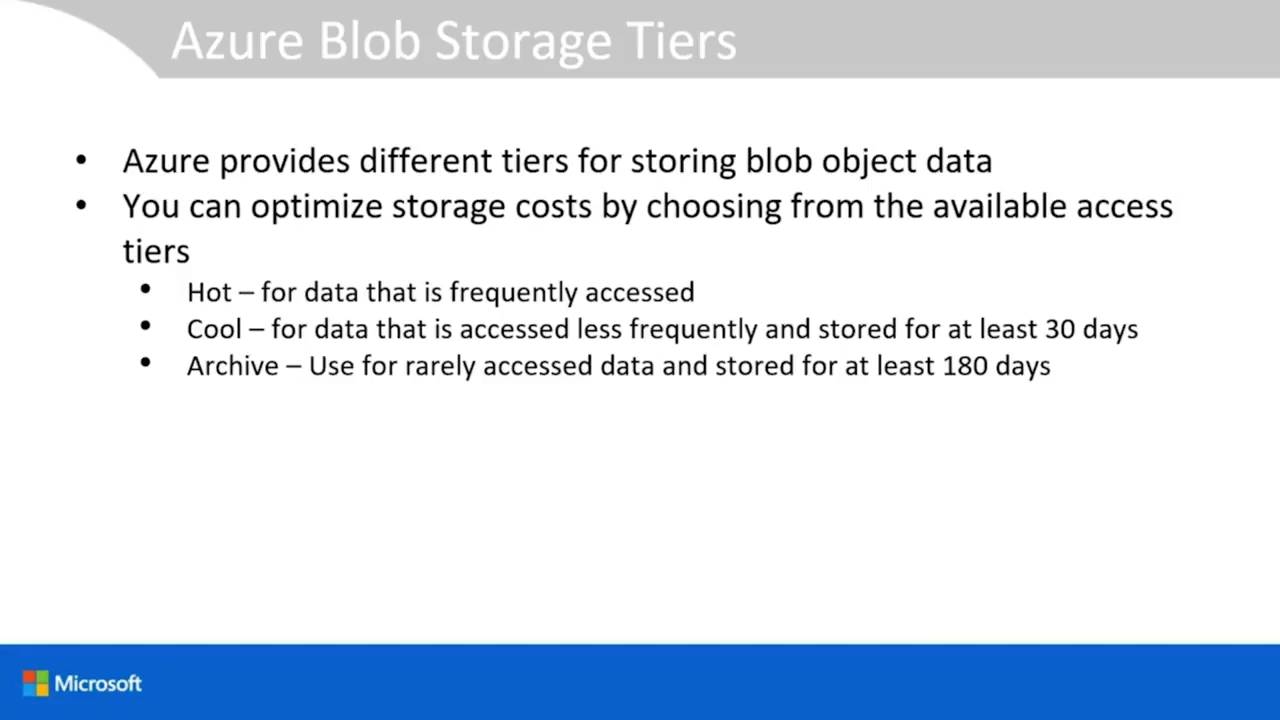 Azure Blob Storage Tiers
• Azure provides different tiers for storing blob object data
• You can optimize storage costs by choosing from the available access
tiers
• Hot – for data that is frequently accessed
• Cool – for data that is accessed less frequently and stored for at least 30 days
• Archive – Use for rarely accessed data and stored for at least 180 days
Microsoft